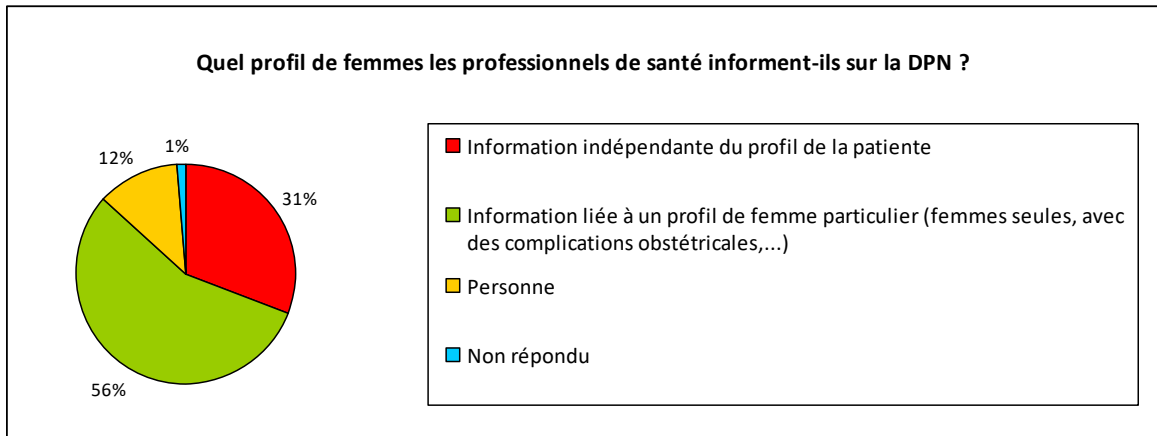 Quel profil de femmes les professionnels de santé informent-ils sur la DPN ?
12%
1%
31%
56%
Information indépendante du profil de la patiente
Information liée à un profil de femme particulier (femmes seules, avec
des complications obstétricales,...)
Personne
Non répondu